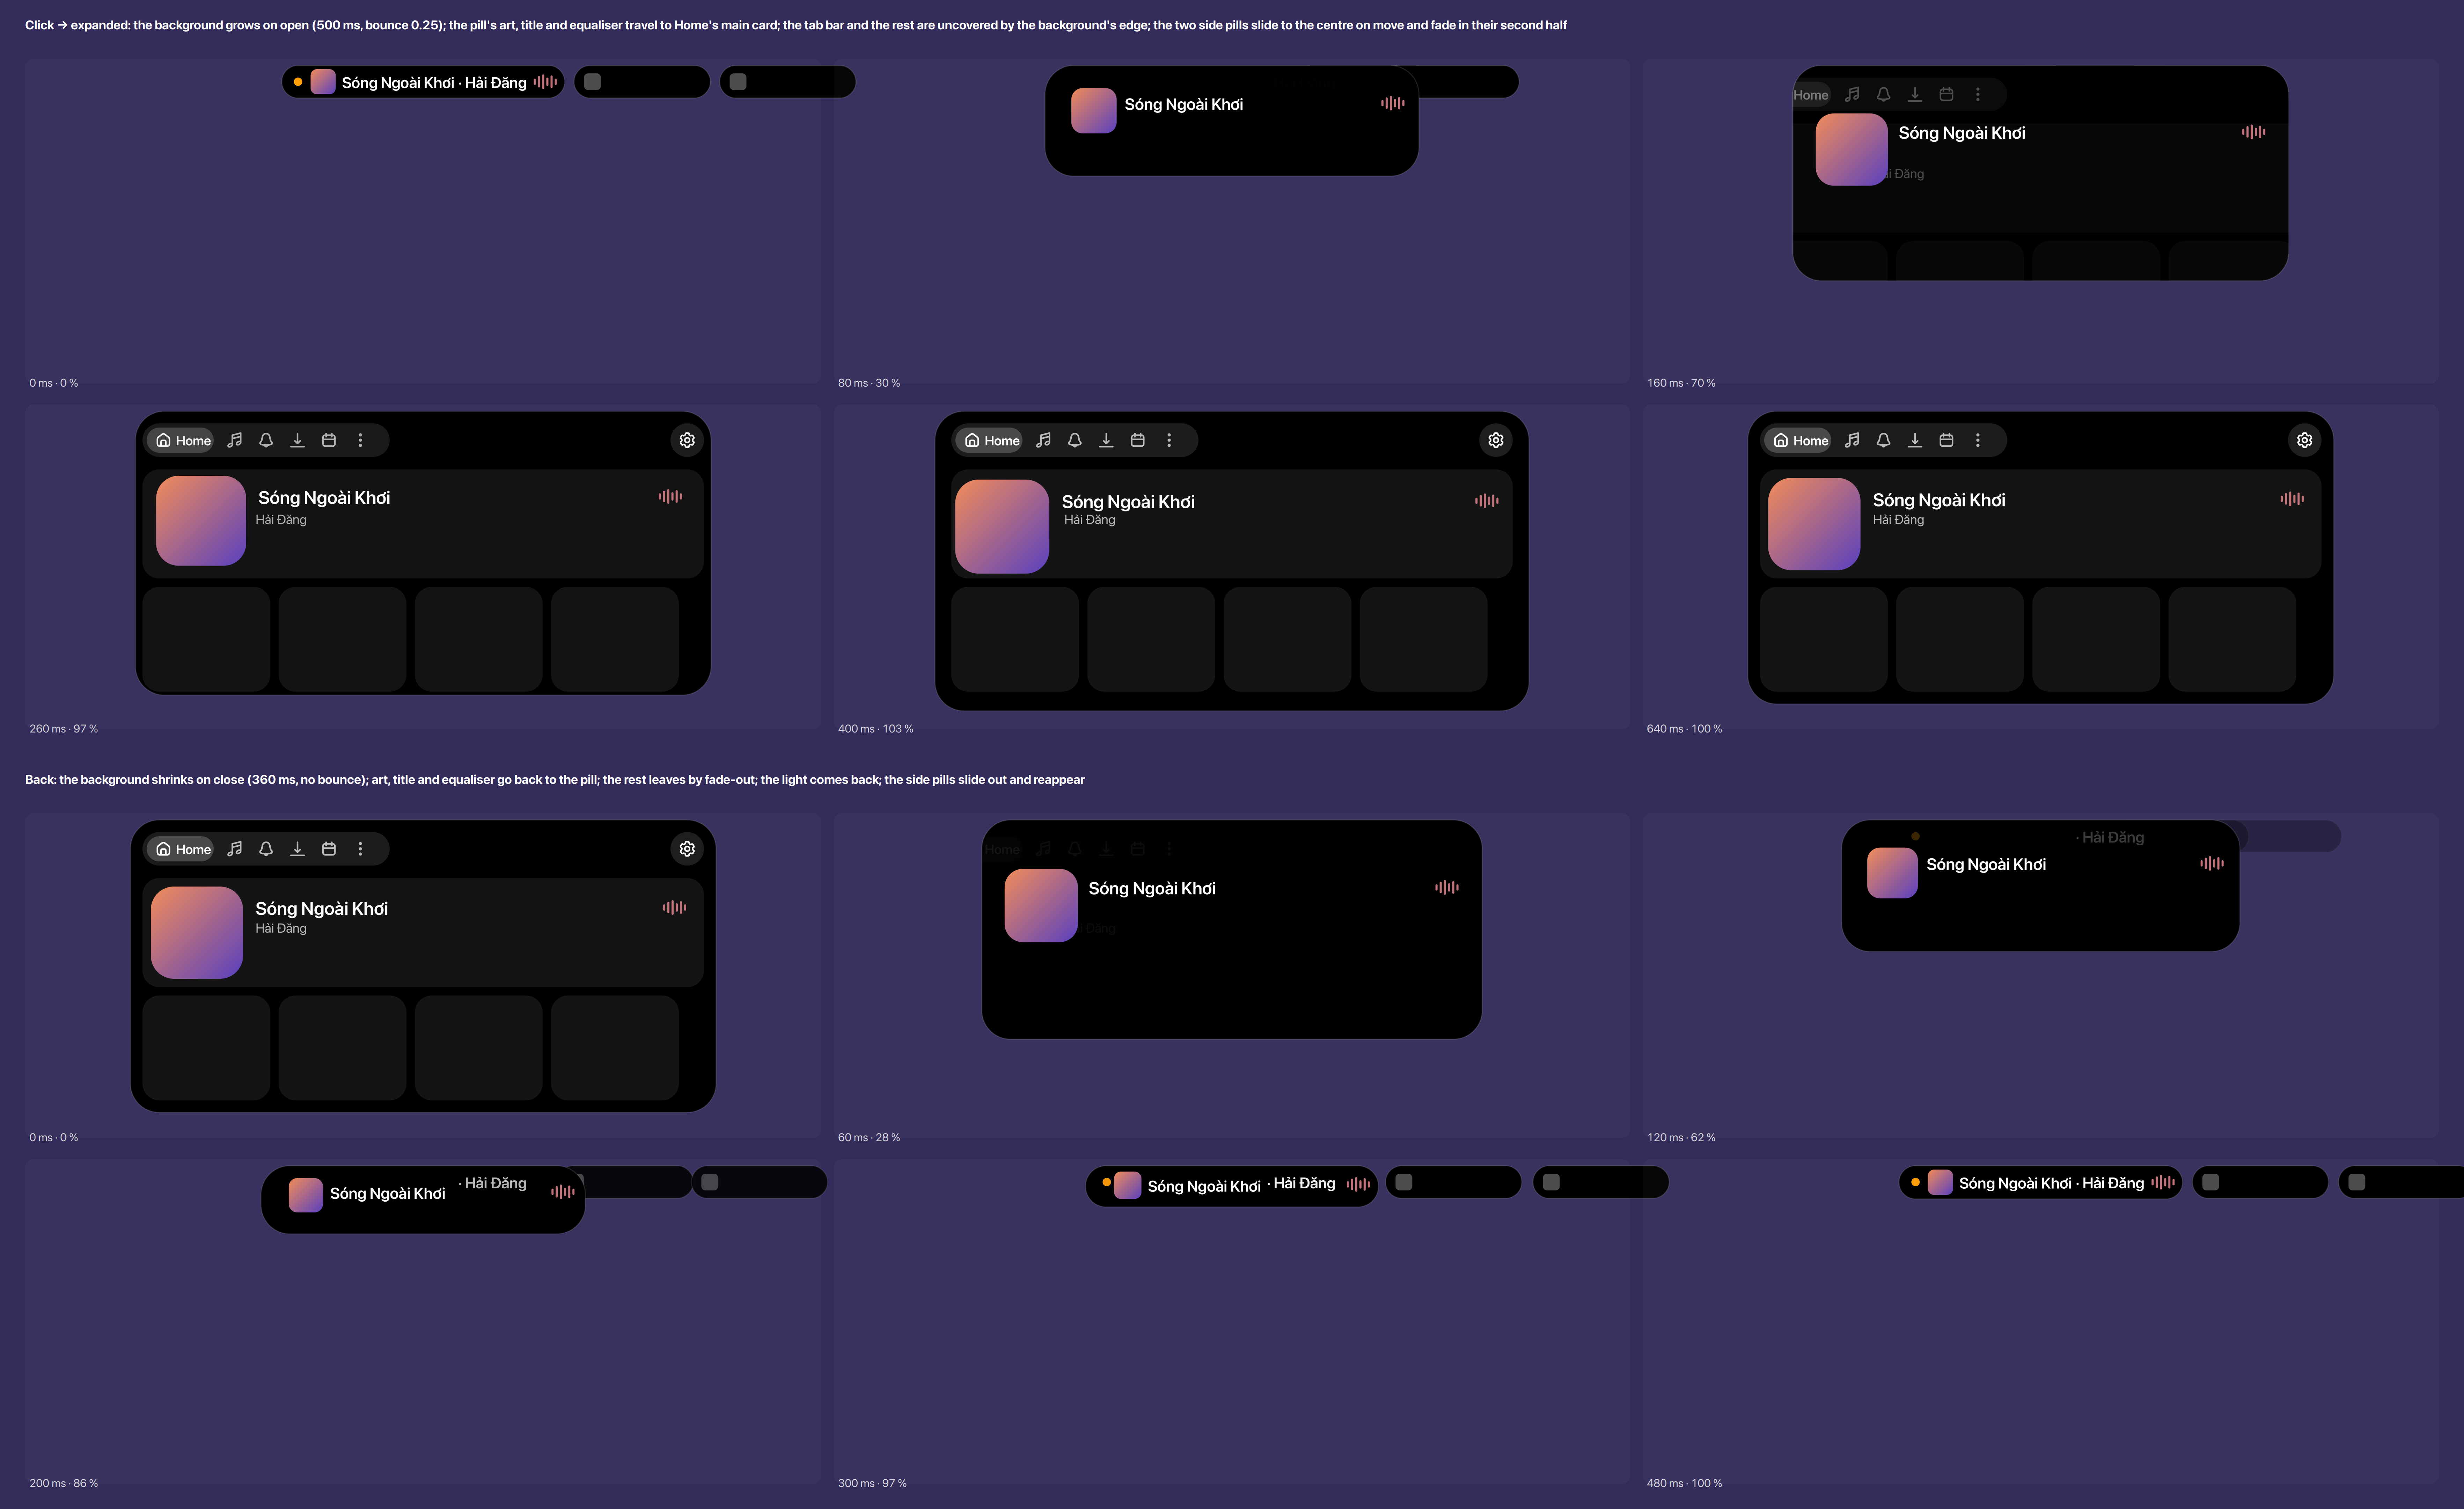 Click → expanded: the background grows on open (500 ms, bounce 0.25); the pill's art, title and equaliser travel to Home's main card; the tab bar and the rest are uncovered by the background's edge; the two side pills slide to the centre on move and fade in their second half
Sóng Ngoài Khơi · Hải Đăng
Sóng Ngoài Khơi
Home
Sóng Ngoài Khơi
i Đăng
0 ms · 0 %
80 ms · 30 %
160 ms · 70 %
Home
Sóng Ngoài Khơi
Hải Đăng
Home
Sóng Ngoài Khơi
Hải Đăng
Home
Sóng Ngoài Khơi
Hải Đăng
260 ms · 97 %
400 ms · 103 %
640 ms · 100 %
Back: the background shrinks on close (360 ms, no bounce); art, title and equaliser go back to the pill; the rest leaves by fade-out; the light comes back; the side pills slide out and reappear
Home
Sóng Ngoài Khơi
Hải Đăng
Home
Sóng Ngoài Khơi
Đăng
· Hải Đăng
Sóng Ngoài Khơi
0 ms · 0 %
60 ms · 28 %
120 ms · 62 %
Sóng Ngoài Khơi · Hải Đăng
Sóng Ngoài Khơi · Hải Đăng
Sóng Ngoài Khơi · Hải Đăng
200 ms · 86 %
300 ms · 97 %
480 ms · 100 %